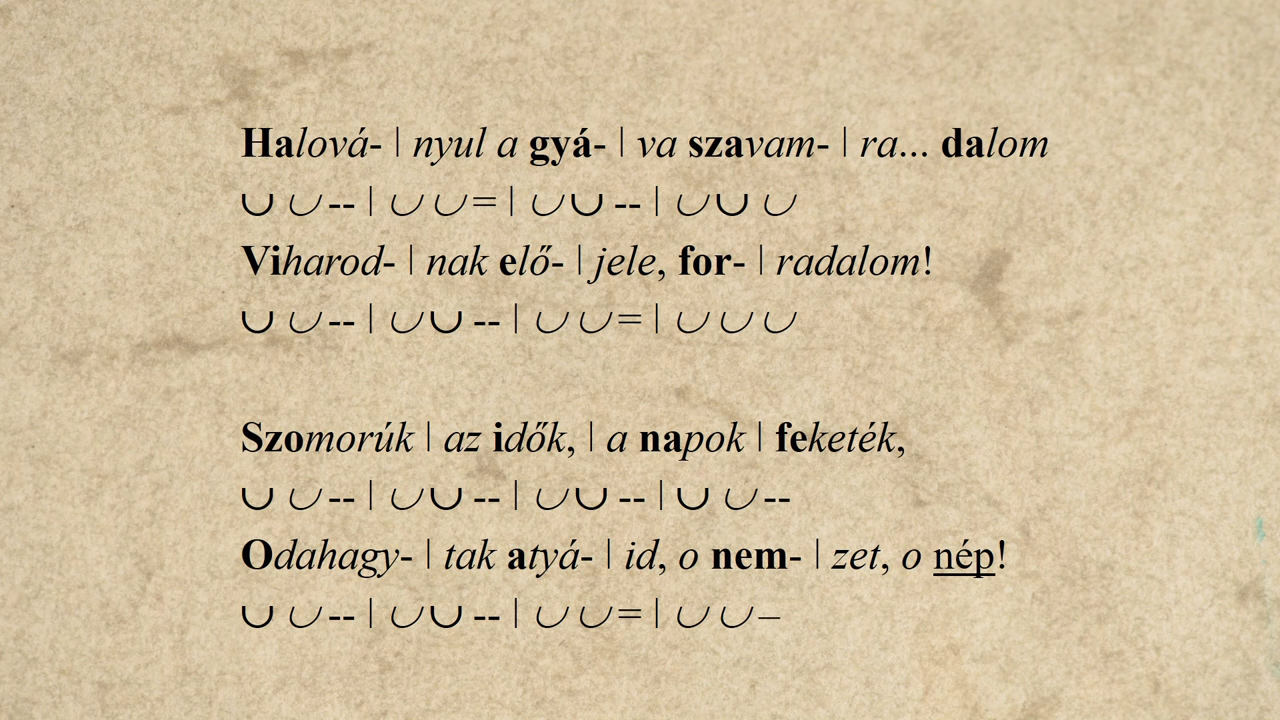 Halová- | nyul a gyá- | va szavam- | ra... dalom
∪ ∪ -- | ∪ ∪ = | ∪ ∪ -- | ∪ ∪ ∪
Viharod- | nak elő- | jele, for- | radalom!
∪ ∪ -- | ∪ ∪ -- | ∪ ∪ = | ∪ ∪ ∪
Szomorúk | az idők, | a napok | feketék,
∪ ∪ -- | ∪ ∪ -- | ∪ ∪ -- | ∪ ∪ --
Odahagy- | tak atyá- | id, o nem- | zet, o nép!
∪ ∪ -- | ∪ ∪ -- | ∪ ∪ = | ∪ ∪ –